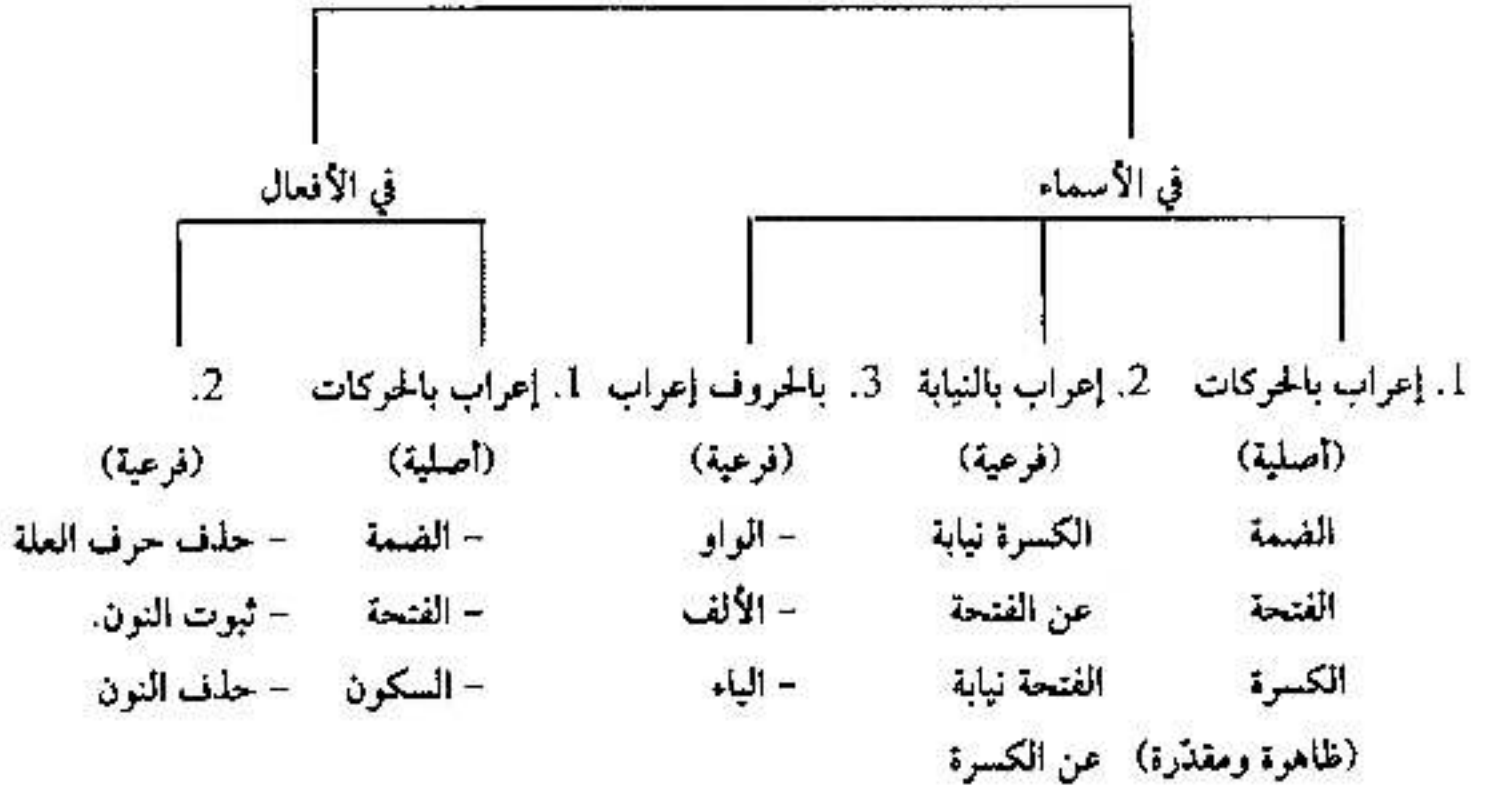 في الأسماء في الأفعال
1. إعراب بالحركات 2. إعراب بالنيابة 3. بالحروف إعراب 1. إعراب بالحركات 2.
(أصلية) (فرعية) (فرعية) (أصلية) (فرعية)
الضمة الكسرة نيابة - الواو - الضمة - حذف حرف العلة
الفتحة عن الفتحة - الألف - الفتحة - ثبوت النون.
الكسرة الفتحة نيابة - الياء - السكون - حذف النون
(ظاهرة ومقدّرة) عن الكسرة